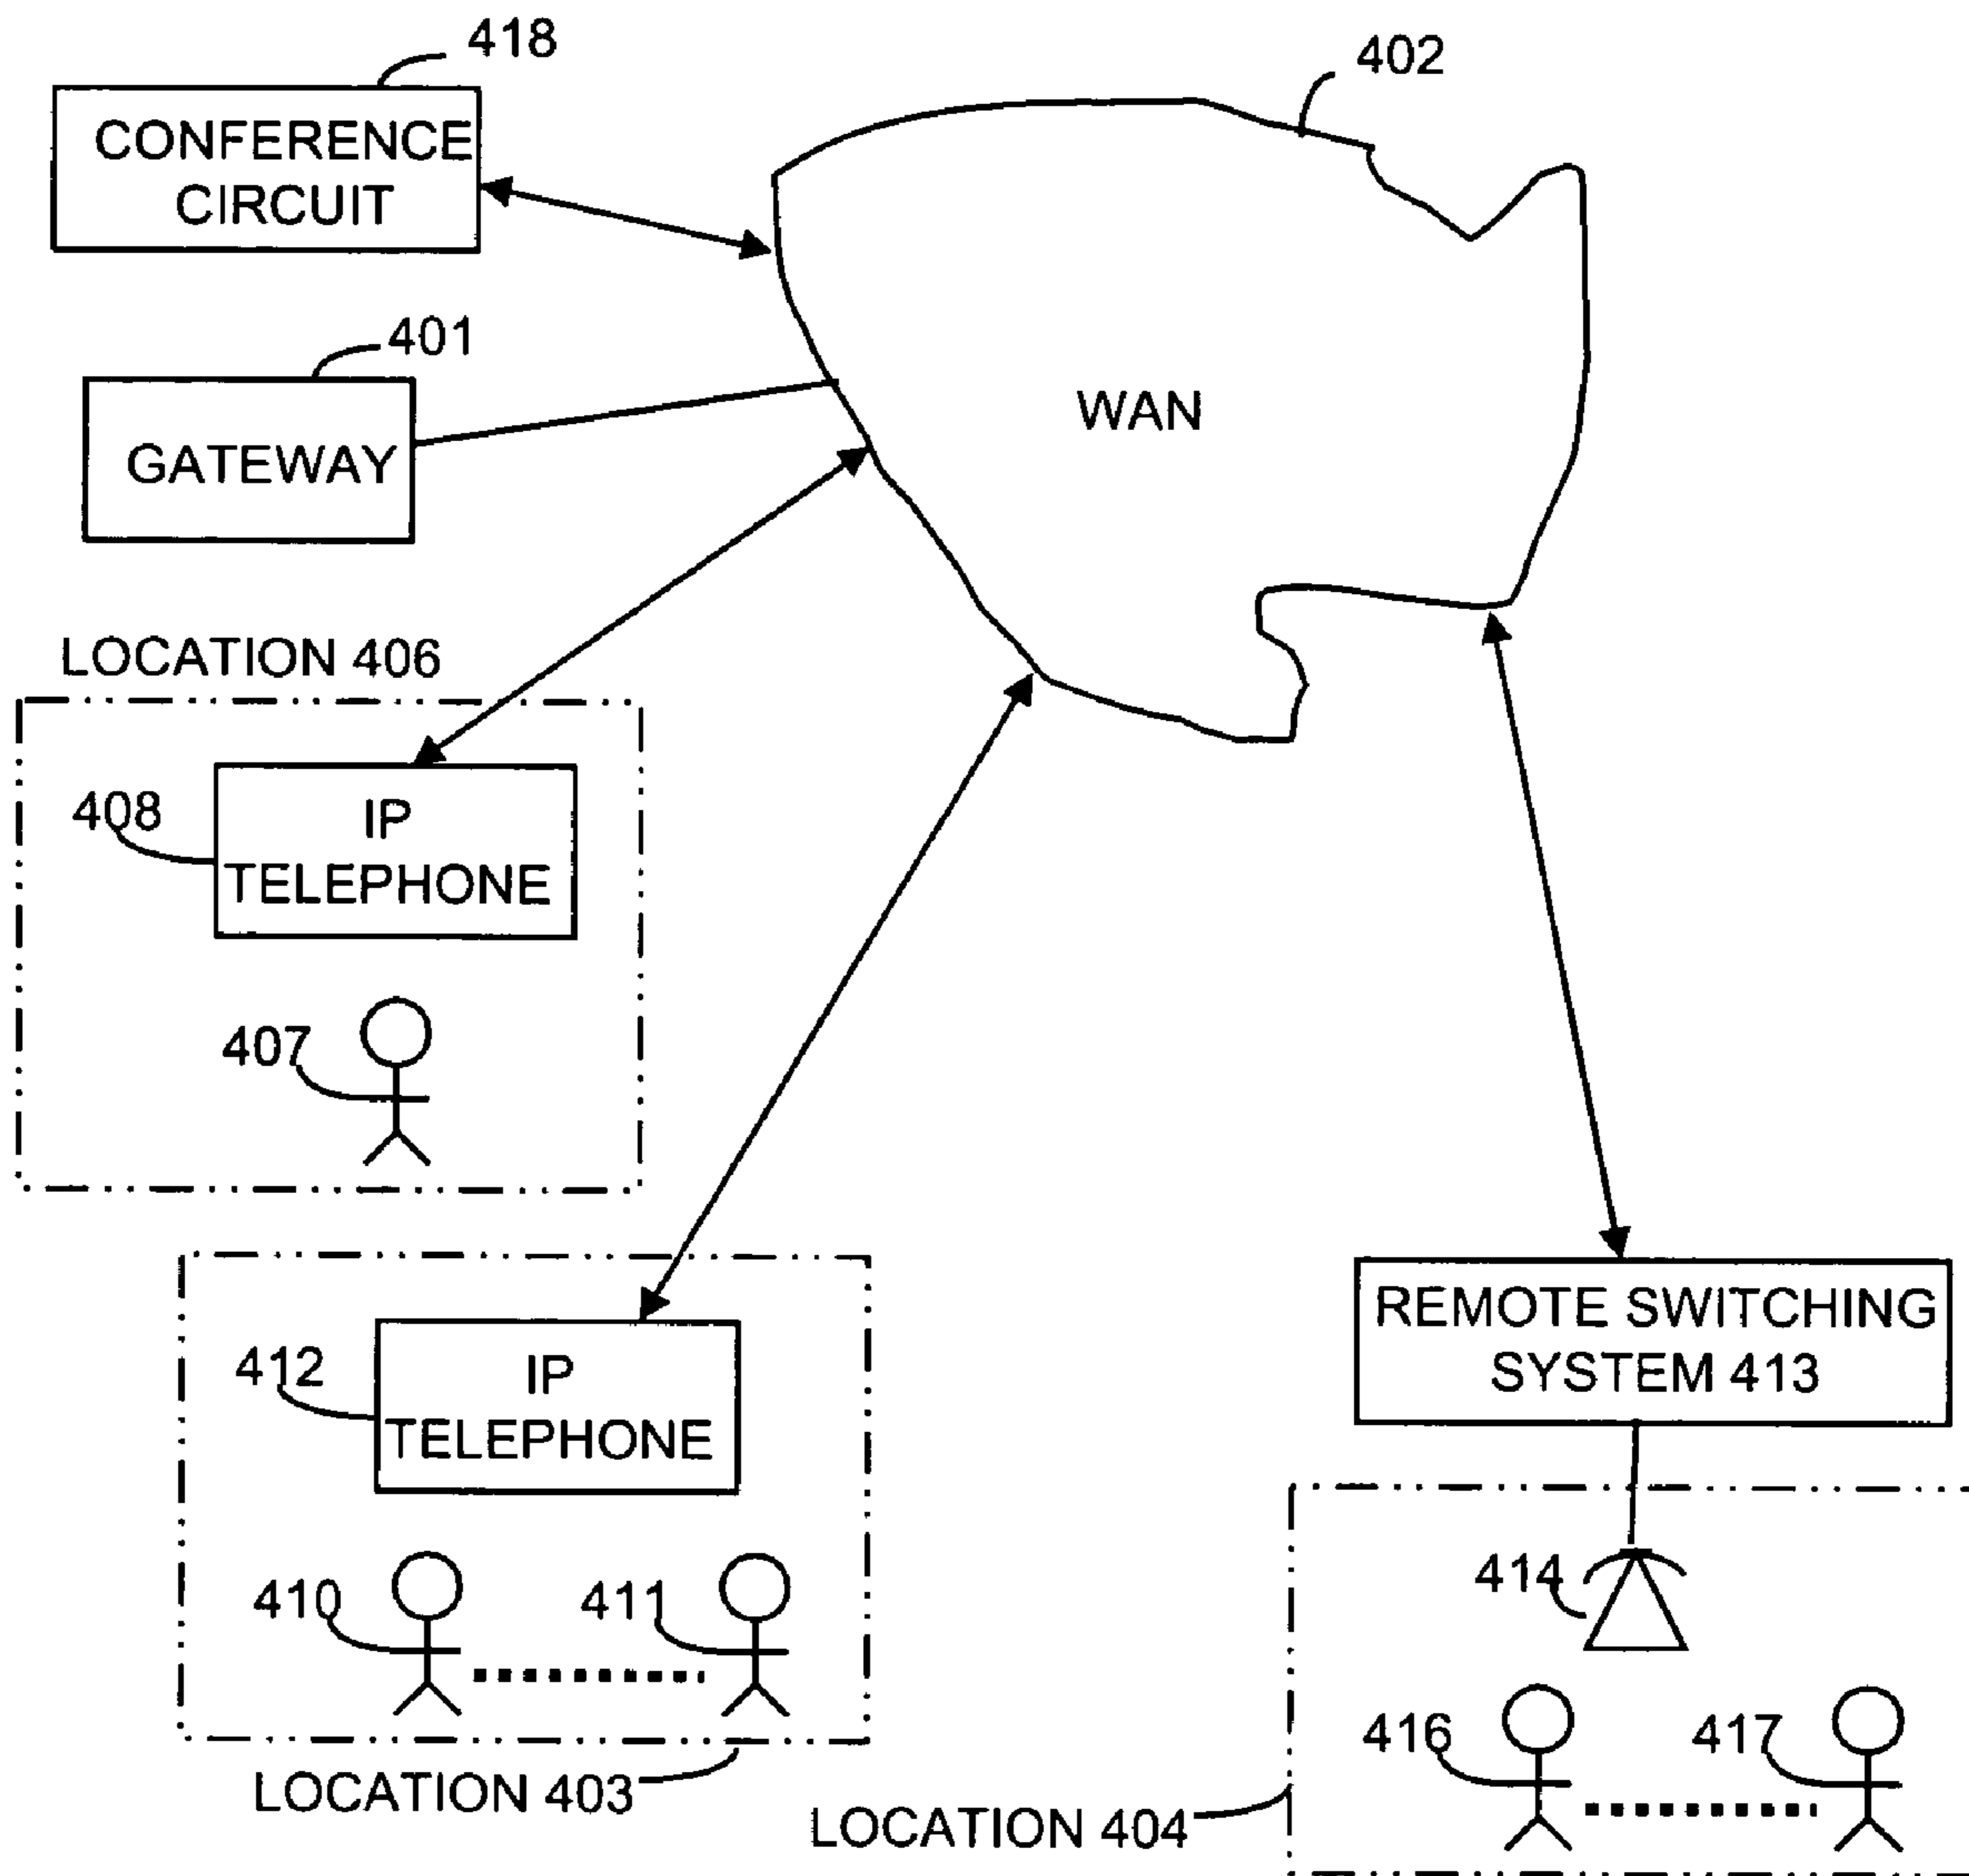 418
402
CONFERENCE
CIRCUIT
401
WAN
GATEWAY
LOCATION 406
408
IP
TELEPHONE
407
REMOTE SWITCHING
SYSTEM 413
412
IP
TELEPHONE
414
410
411
416
417
LOCATION 403
LOCATION 404